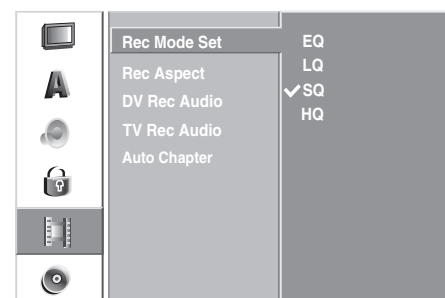 Rec Mode Set
Rec Aspect
DV Rec Audio
TV Rec Audio
Auto Chapter
EQ
LQ
SQ
HQ
A